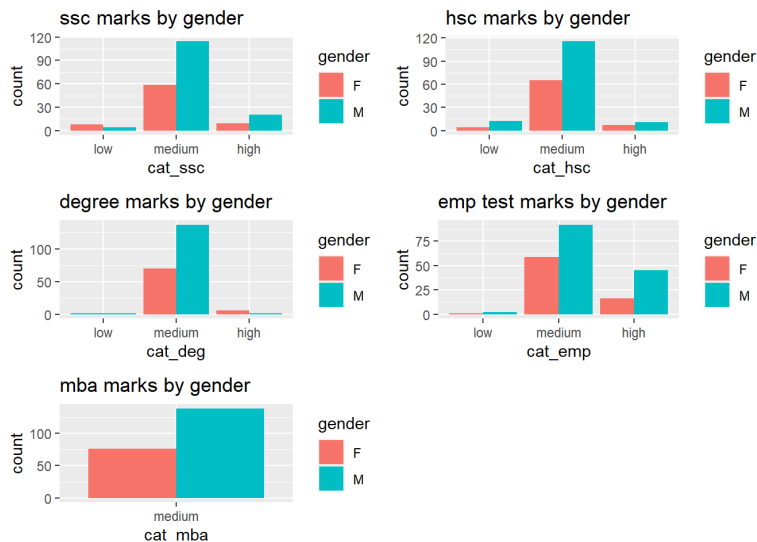 ssc marks by gender
120
90
60
30
0
count
low medium high
cat_ssc
gender
F
M
hsc marks by gender
120
90
60
30
0
count
low medium high
cat_hsc
gender
F
M
degree marks by gender
100
50
0
count
low medium high
cat_deg
gender
F
M
emp test marks by gender
75
50
25
0
count
low medium high
cat_emp
gender
F
M
mba marks by gender
100
50
0
count
medium
cat_mba
gender
F
M